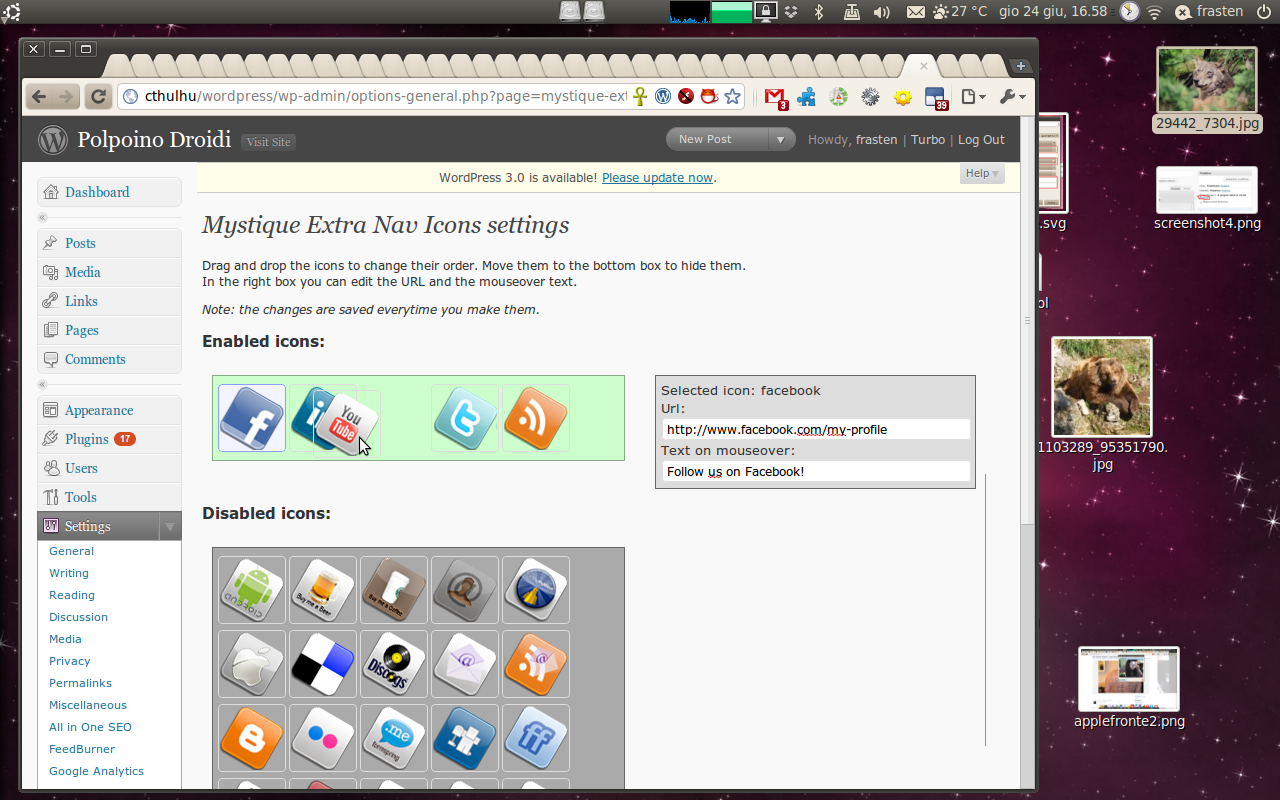 27 °C gio 24 giu, 16.58 frasten
cthulhu/wordpress/wp-admin/options-general.php?page=mystique-ext
3
39
Polpoino Droidi
Visit Site
New Post
Howdy, frasten | Turbo | Log Out
WordPress 3.0 is available! Please update now.
Help
Dashboard
Posts
Media
Links
Pages
Comments
Appearance
Plugins 17
Users
Tools
Settings
General
Writing
Reading
Discussion
Media
Privacy
Permalinks
Miscellaneous
All in One SEO
FeedBurner
Google Analytics
Mystique Extra Nav Icons settings
Drag and drop the icons to change their order. Move them to the bottom box to hide them.
In the right box you can edit the URL and the mouseover text.
Note: the changes are saved everytime you make them.
Enabled icons:
You
Tube
Selected icon: facebook
Url:
http://www.facebook.com/my-profile
Text on mouseover:
Follow us on Facebook!
Disabled icons:
ANDROID
Buy me a Beer
Buy me a Coffee
Discogs
.me
formspring
29442_7304.jpg
.svg
screenshot4.png
ol
1103289_95351790.
jpg
applefronte2.png